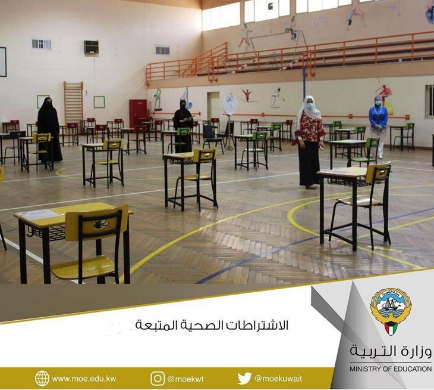 الاشتراطات الصحية المتبعة
وزارة التربية
MINISTRY OF EDUCATION
www.moe.edu.kw
@moekwt
@moekuwait